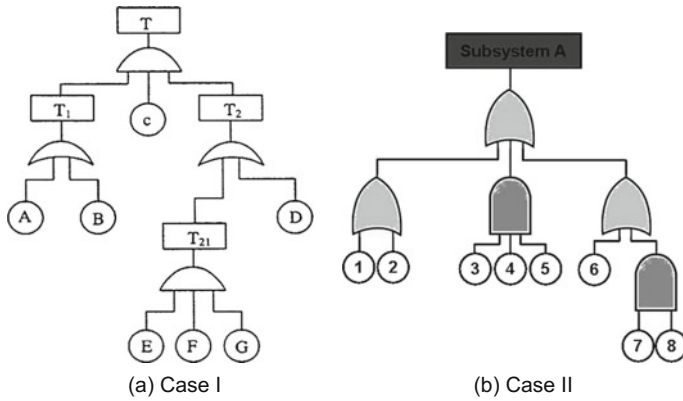 T
T₁
c
T₂
A
B
D
T₂₁
E
F
G
(a) Case I
Subsystem A
1
2
3
4
5
6
7
8
(b) Case II